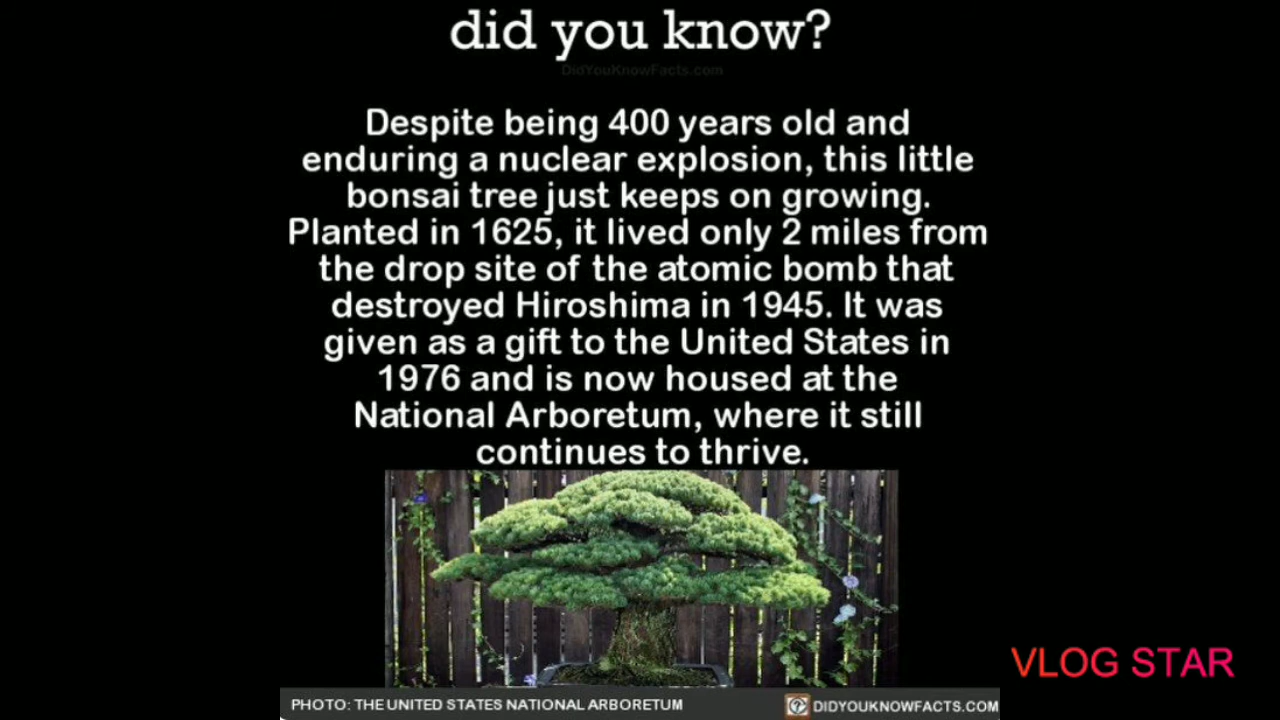 did you know?
DidYouKnowFacts.com
Despite being 400 years old and
enduring a nuclear explosion, this little
bonsai tree just keeps on growing.
Planted in 1625, it lived only 2 miles from
the drop site of the atomic bomb that
destroyed Hiroshima in 1945. It was
given as a gift to the United States in
1976 and is now housed at the
National Arboretum, where it still
continues to thrive.
VLOG STAR
PHOTO: THE UNITED STATES NATIONAL ARBORETUM
DIDYOUKNOWFACTS.COM